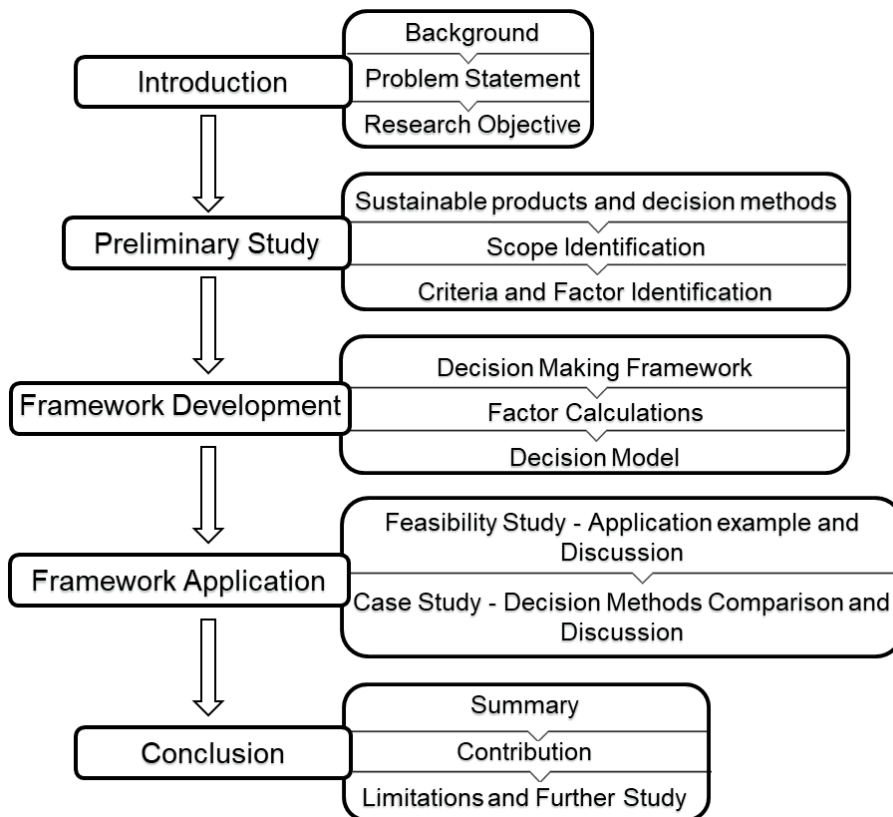 Introduction
Background
Problem Statement
Research Objective
Preliminary Study
Sustainable products and decision methods
Scope Identification
Criteria and Factor Identification
Framework Development
Decision Making Framework
Factor Calculations
Decision Model
Framework Application
Feasibility Study - Application example and
Discussion
Case Study - Decision Methods Comparison and
Discussion
Conclusion
Summary
Contribution
Limitations and Further Study